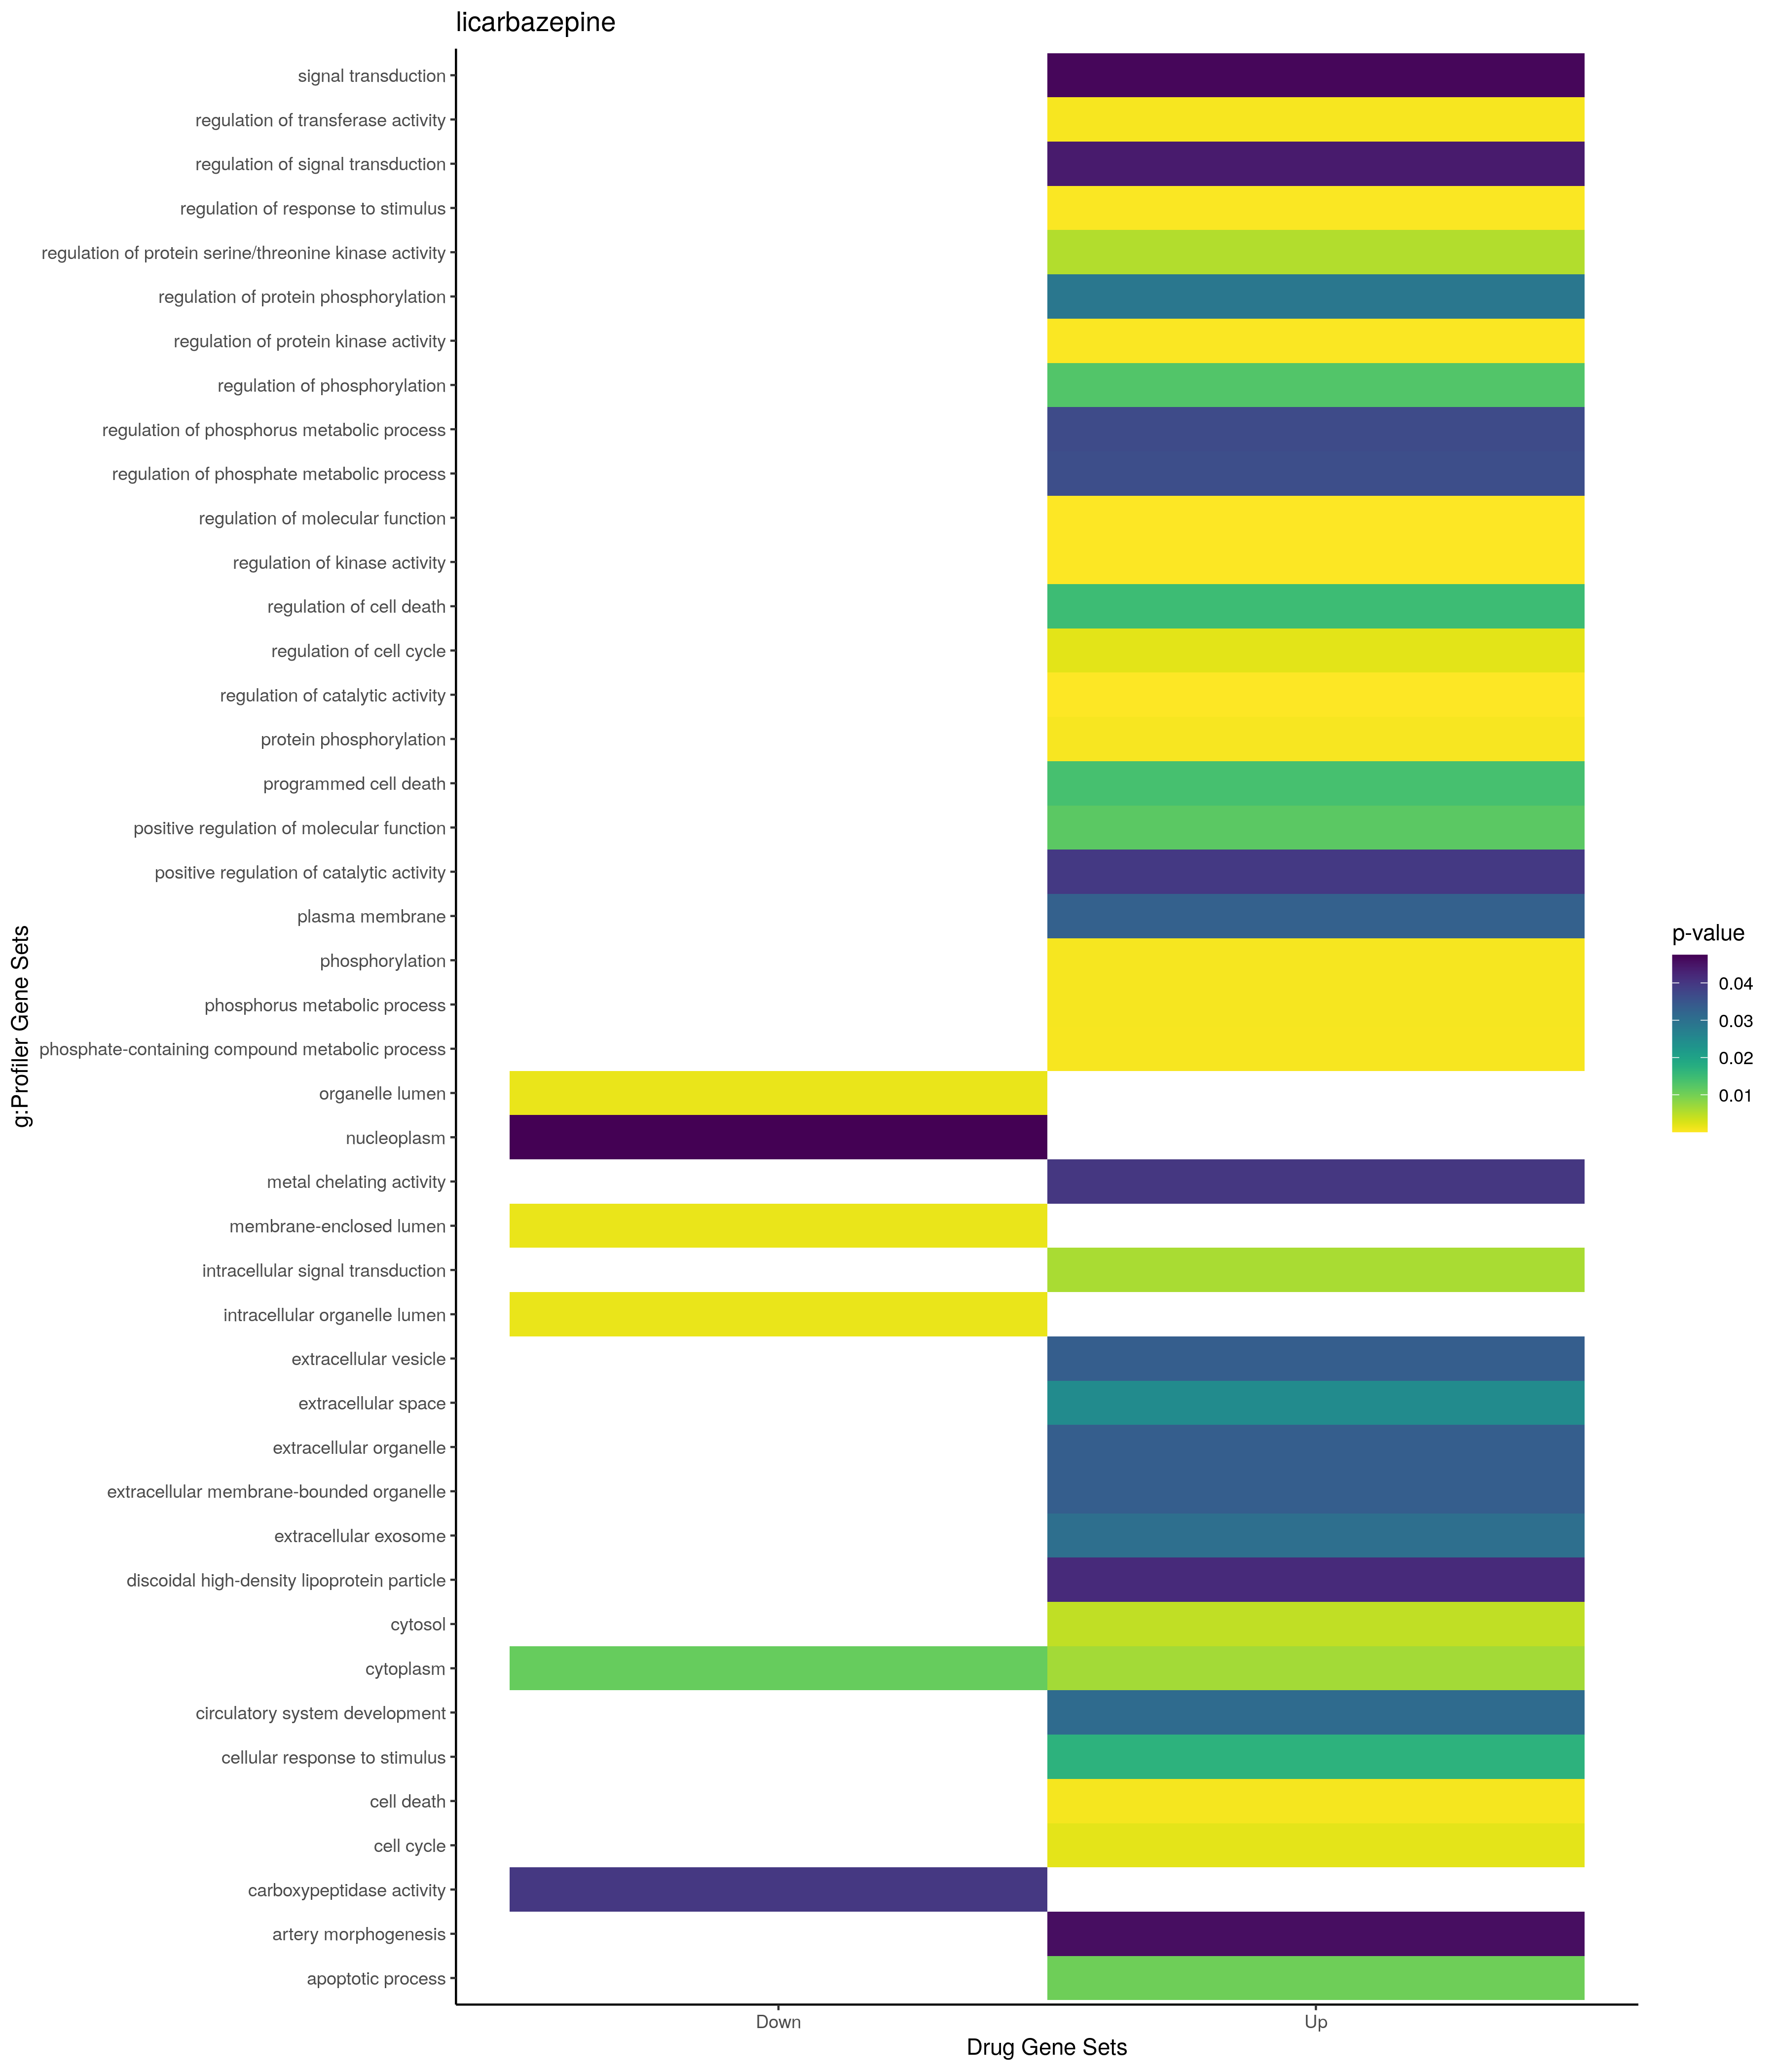 licarbazepine
signal transduction
regulation of transferase activity
regulation of signal transduction
regulation of response to stimulus
regulation of protein serine/threonine kinase activity
regulation of protein phosphorylation
regulation of protein kinase activity
regulation of phosphorylation
regulation of phosphorus metabolic process
regulation of phosphate metabolic process
regulation of molecular function
regulation of kinase activity
regulation of cell death
regulation of cell cycle
regulation of catalytic activity
protein phosphorylation
programmed cell death
positive regulation of molecular function
positive regulation of catalytic activity
plasma membrane
phosphorylation
phosphorus metabolic process
phosphate-containing compound metabolic process
organelle lumen
nucleoplasm
metal chelating activity
membrane-enclosed lumen
intracellular signal transduction
intracellular organelle lumen
extracellular vesicle
extracellular space
extracellular organelle
extracellular membrane-bounded organelle
extracellular exosome
discoidal high-density lipoprotein particle
cytosol
cytoplasm
circulatory system development
cellular response to stimulus
cell death
cell cycle
carboxypeptidase activity
artery morphogenesis
apoptotic process
g:Profiler Gene Sets
Down
Up
Drug Gene Sets
p-value
0.04
0.03
0.02
0.01